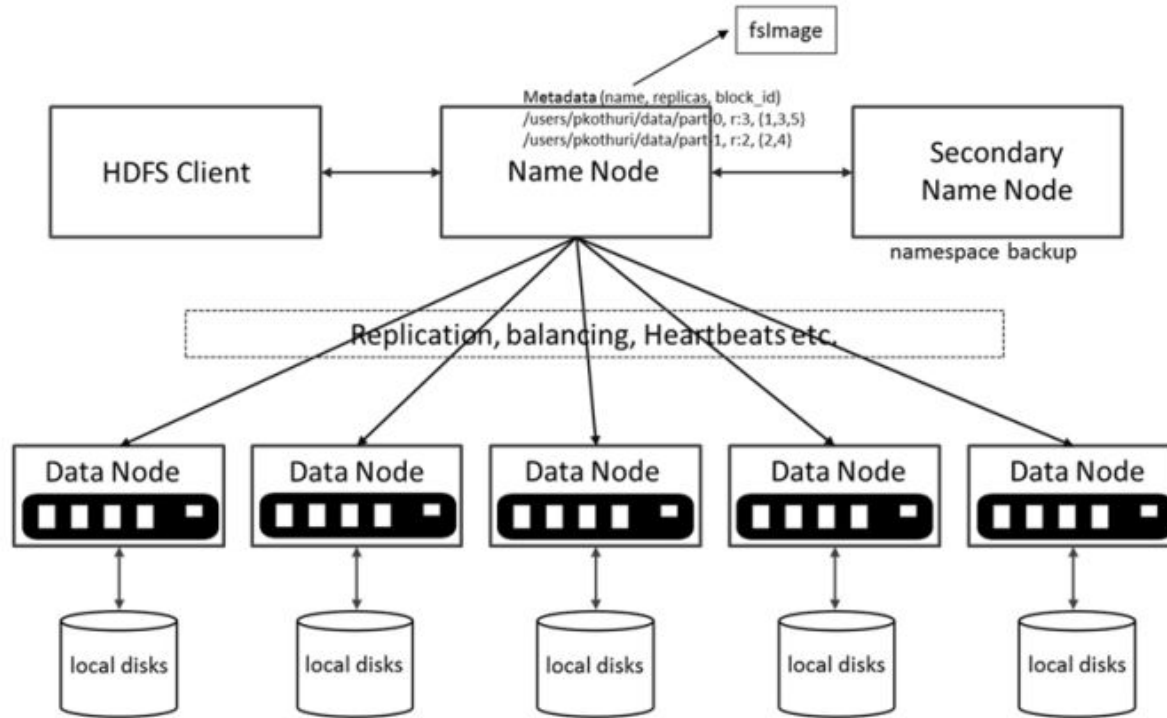 fsImage
Metadata (name, replicas, block_id)
/users/pkothuri/data/part-0, r:3, {1,3,5}
/users/pkothuri/data/part-1, r:2, {2,4}
HDFS Client
Name Node
Secondary
Name Node
namespace backup
Replication, balancing, Heartbeats etc.
Data Node
Data Node
Data Node
Data Node
Data Node
local disks
local disks
local disks
local disks
local disks